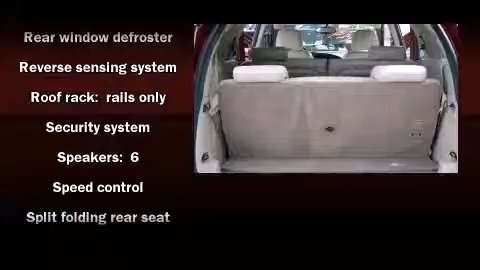 Rear window defroster
Reverse sensing system
Roof rack:  rails only
Security system
Speakers:  6
Speed control
Split folding rear seat